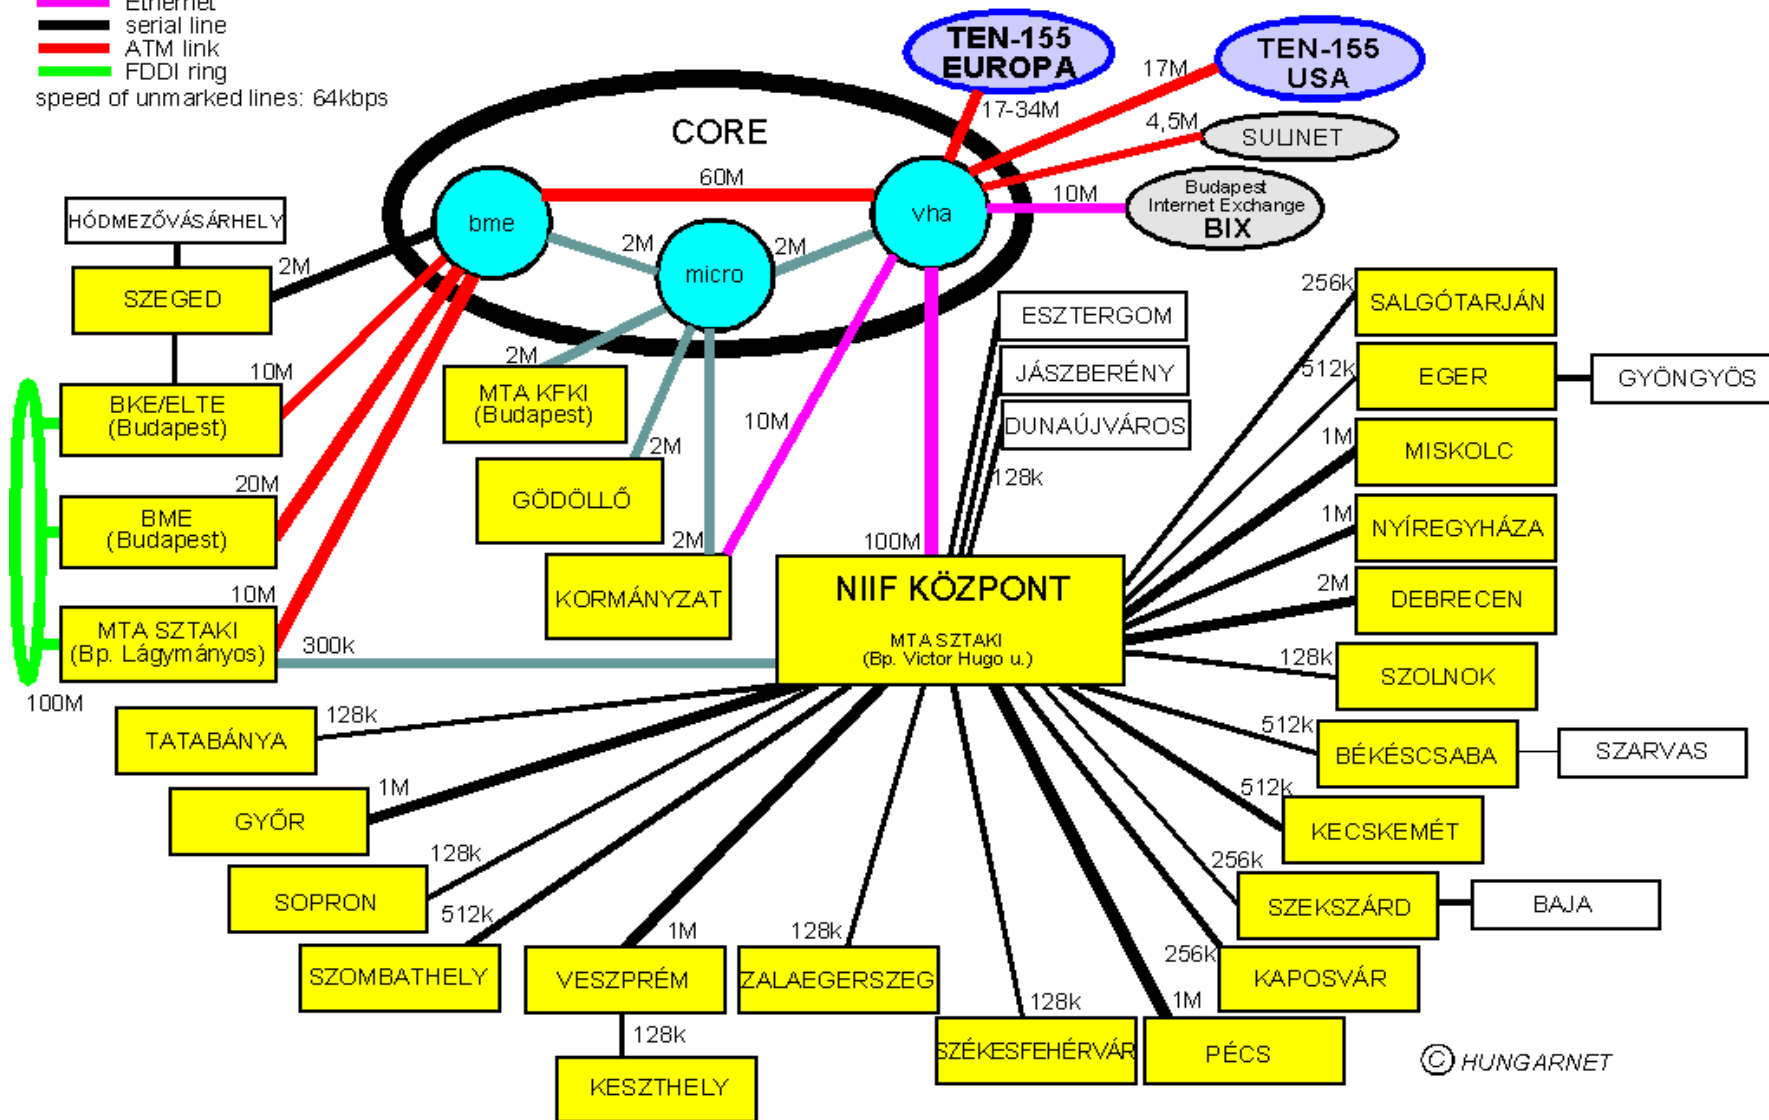 Ethernet
serial line
ATM link
FDDI ring
speed of unmarked lines: 64kbps
TEN-155
EUROPA
TEN-155
USA
17M
17-34M
CORE
4,5M
SULINET
60M
10M
Budapest
Internet Exchange
BIX
HÓDMEZŐVÁSÁRHELY
bme
vha
2M
2M
micro
2M
SZEGED
256k
SALGÓTARJÁN
ESZTERGOM
2M
10M
MTA KFKI
(Budapest)
JÁSZBERÉNY
512k
EGER
GYÖNGYÖS
BKE/ELTE
(Budapest)
10M
2M
DUNAÚJVÁROS
128k
1M
MISKOLC
20M
GÖDÖLLŐ
BME
(Budapest)
2M
100M
1M
NYÍREGYHÁZA
10M
KORMÁNYZAT
NIIF KÖZPONT
MTA SZTAKI
(Bp. Victor Hugo u.)
2M
DEBRECEN
MTA SZTAKI
(Bp. Lágymányos)
300k
128k
SZOLNOK
100M
TATABÁNYA
128k
512k
BÉKÉSCSABA
SZARVAS
1M
GYŐR
512k
KECSKEMÉT
128k
SOPRON
256k
SZEKSZÁRD
BAJA
512k
SZOMBATHELY
1M
VESZPRÉM
128k
ZALAEGERSZEG
256k
KAPOSVÁR
128k
SZÉKESFEHÉRVÁR
1M
PÉCS
128k
KESZTHELY
© HUNGARNET